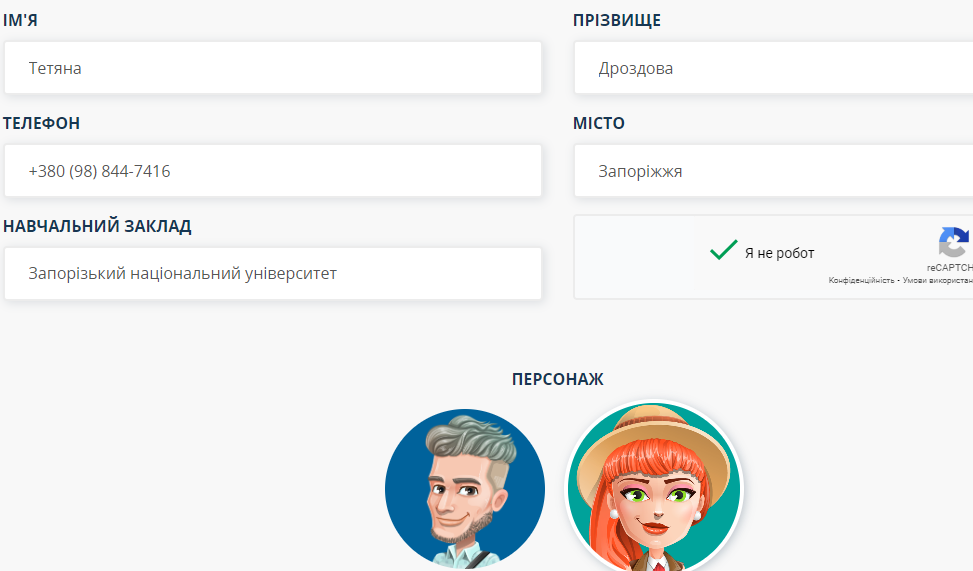 ІМ'Я
ПРІЗВИЩЕ
Тетяна
Дроздова
ТЕЛЕФОН
МІСТО
+380 (98) 844-7416
Запоріжжя
НАВЧАЛЬНИЙ ЗАКЛАД
Запорізький національний університет
Я не робот
reCAPTCH
Конфіденційність - Умови використан
ПЕРСОНАЖ